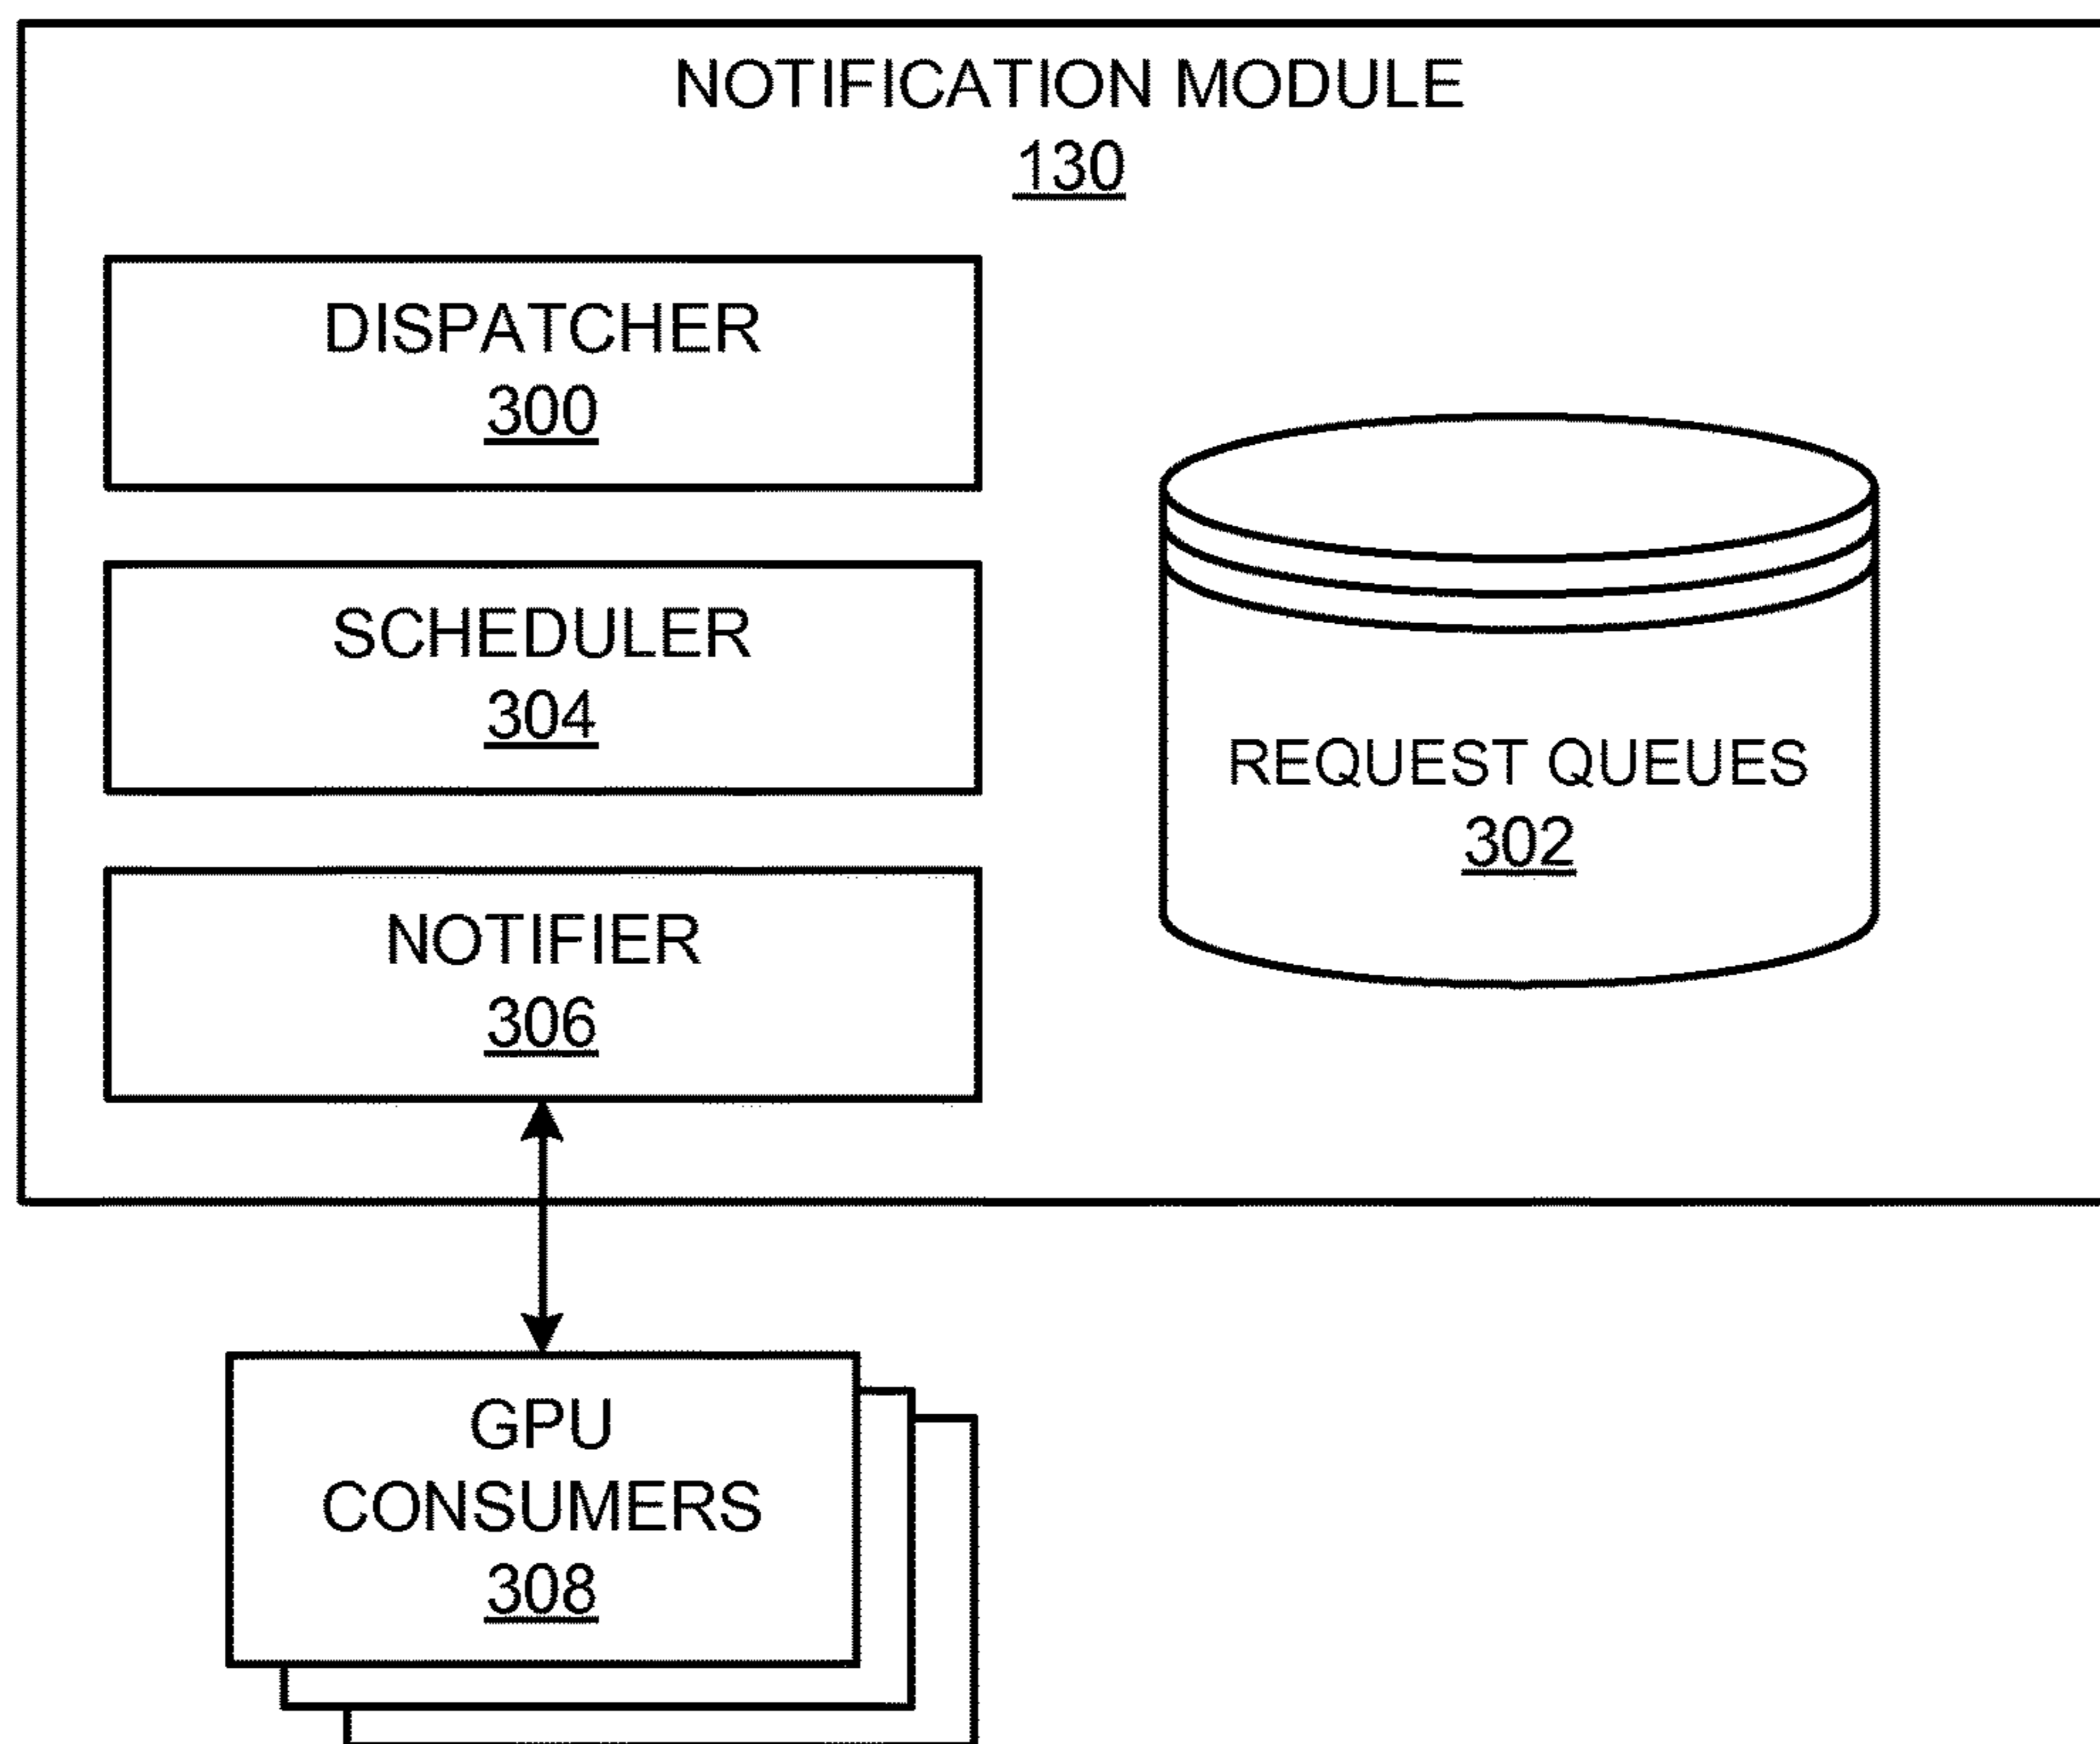 NOTIFICATION MODULE
130
DISPATCHER
300
SCHEDULER
304
NOTIFIER
306
REQUEST QUEUES
302
GPU
CONSUMERS
308